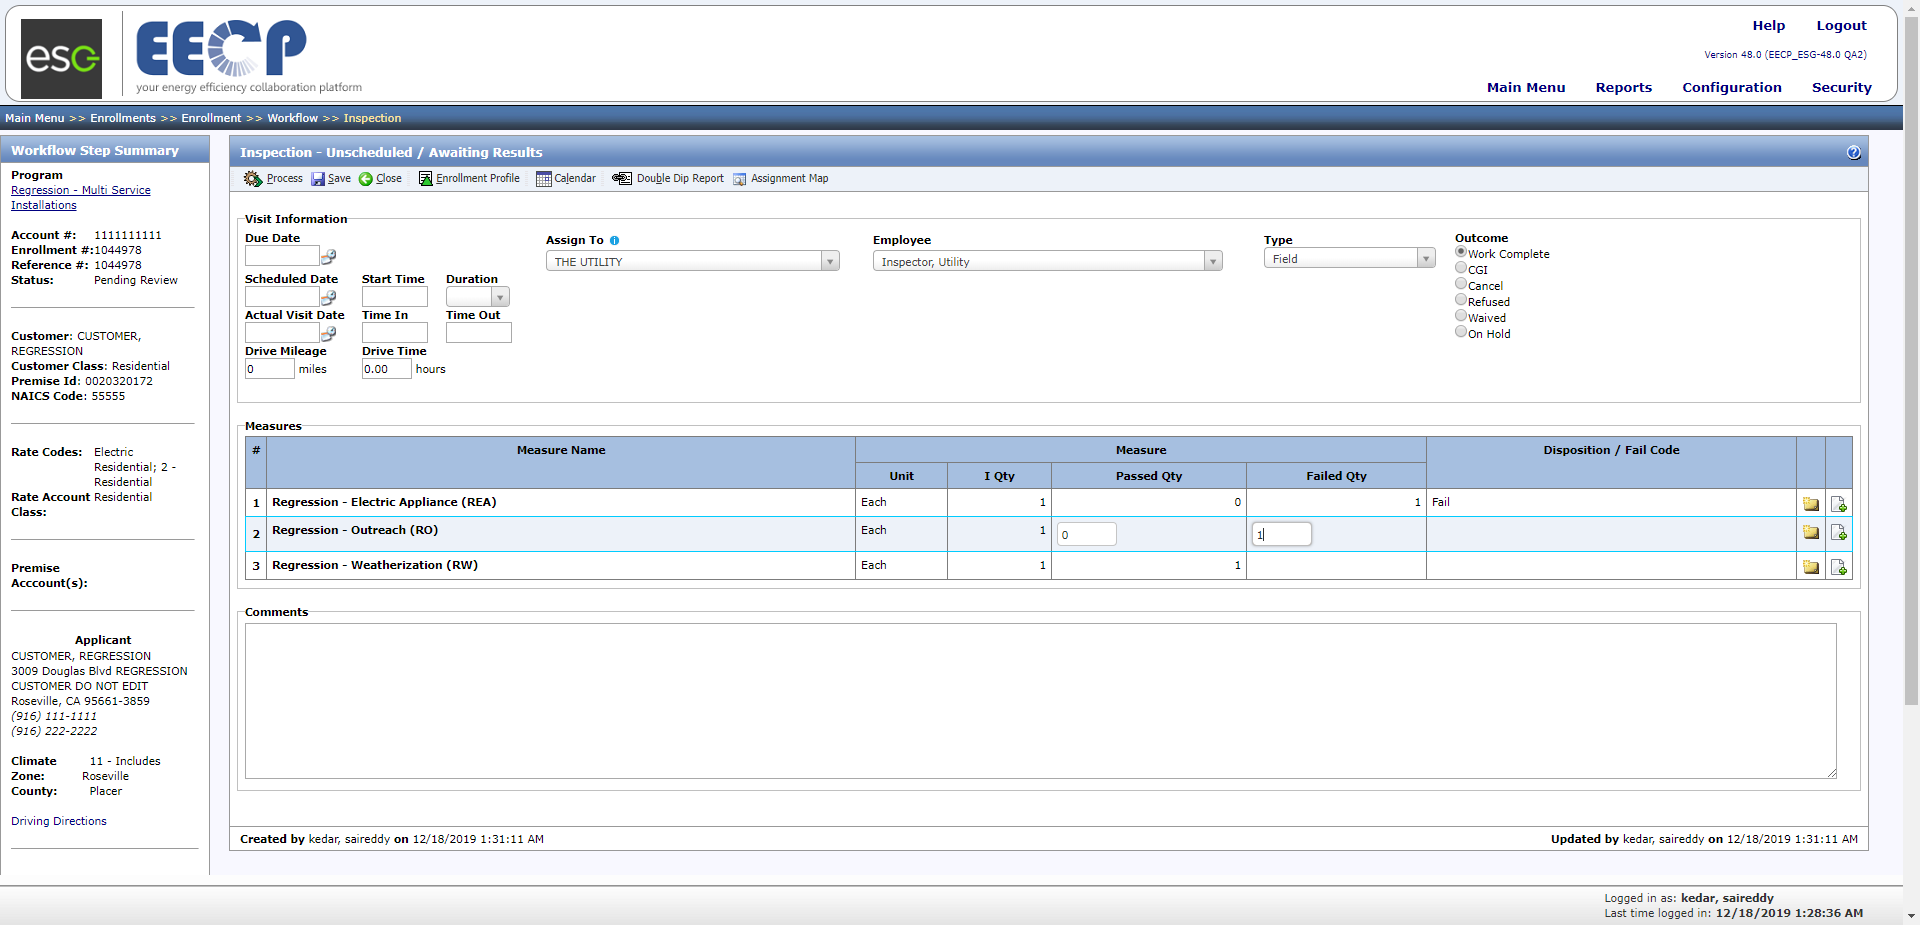 esg
EECP
your energy efficiency collaboration platform
Help Logout
Version 48.0 (EECP_ESG-48.0 QA2)
Main Menu Reports Configuration Security
Main Menu >> Enrollments >> Enrollment >> Workflow >> Inspection
Workflow Step Summary
Program
Regression - Multi Service
Installations
Account #: 1111111111
Enrollment #:1044978
Reference #: 1044978
Status: Pending Review
Customer: CUSTOMER,
REGRESSION
Customer Class: Residential
Premise Id: 0020320172
NAICS Code: 55555
Rate Codes: Electric
Residential; 2 -
Residential
Rate Account Residential
Class:
Premise
Acccount(s):
Applicant
CUSTOMER, REGRESSION
3009 Douglas Blvd REGRESSION
CUSTOMER DO NOT EDIT
Roseville, CA 95661-3859
(916) 111-1111
(916) 222-2222
Climate 11 - Includes
Zone: Roseville
County: Placer
Driving Directions
Inspection - Unscheduled / Awaiting Results
Process Save Close Enrollment Profile Calendar Double Dip Report Assignment Map
Visit Information
Due Date
Assign To
THE UTILITY
Employee
Inspector, Utility
Type
Field
Outcome
Work Complete
CGI
Cancel
Refused
Waived
On Hold
Scheduled Date Start Time Duration
Actual Visit Date Time In Time Out
Drive Mileage Drive Time
0 miles 0.00 hours
Measures
# Measure Name Measure Disposition / Fail Code
Unit I Qty Passed Qty Failed Qty
1 Regression - Electric Appliance (REA) Each 1 0 1 Fail
2 Regression - Outreach (RO) Each 1 0 1
3 Regression - Weatherization (RW) Each 1 1
Comments
Created by kedar, saireddy on 12/18/2019 1:31:11 AM
Updated by kedar, saireddy on 12/18/2019 1:31:11 AM
Logged in as: kedar, saireddy
Last time logged in: 12/18/2019 1:28:36 AM